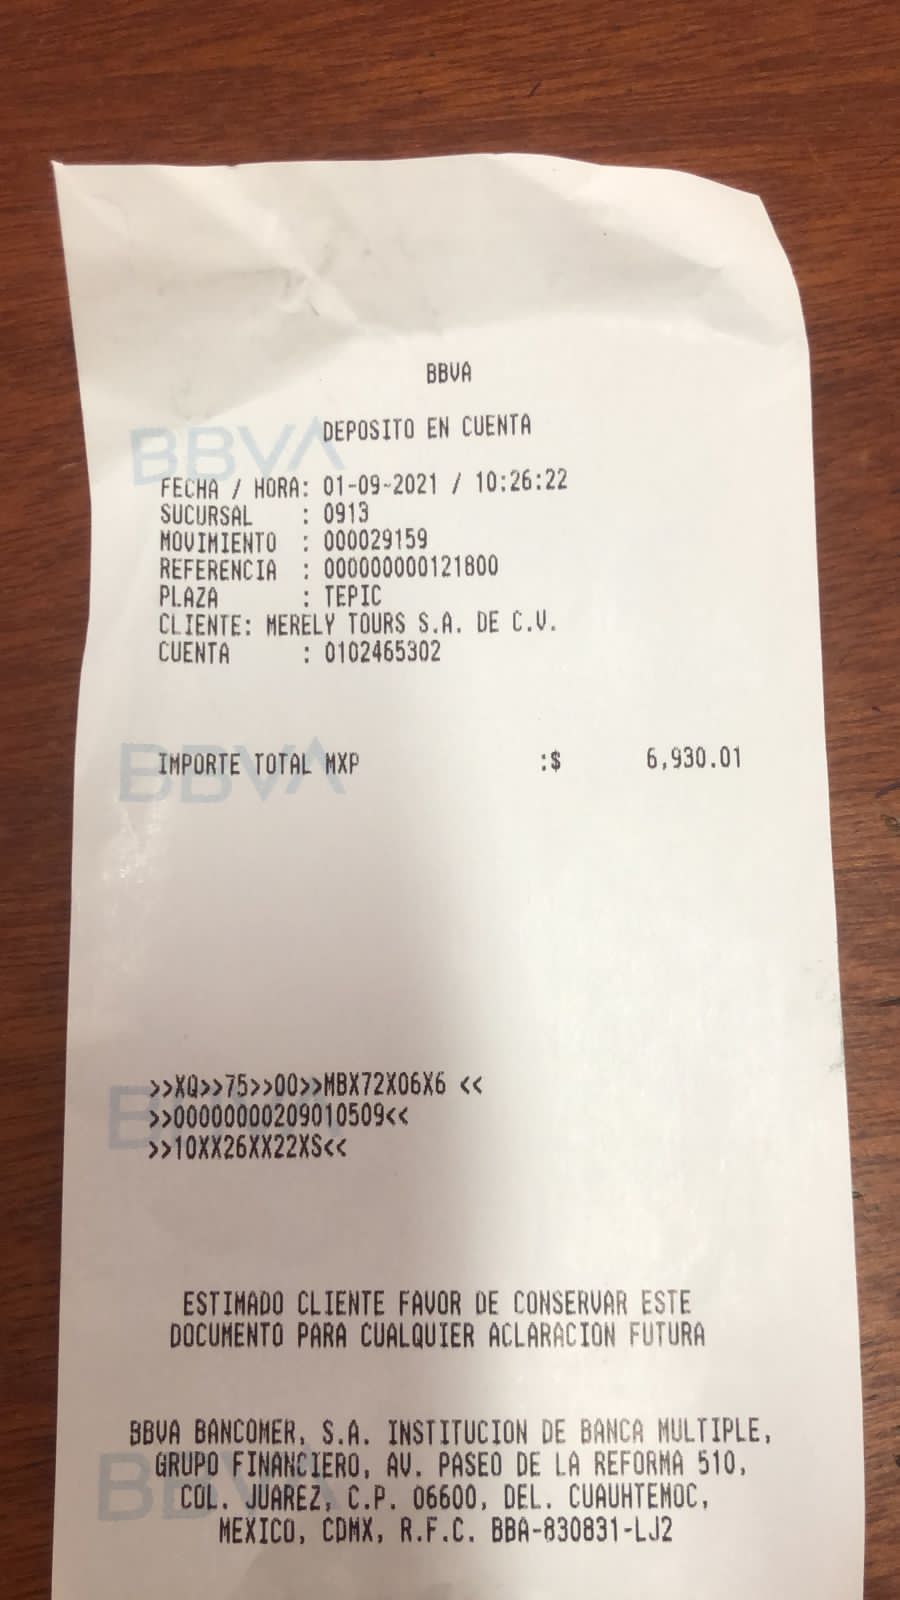 BBVA
DEPOSITO EN CUENTA
FECHA / HORA: 01-09-2021 / 10:26:22
SUCURSAL : 0913
MOVIMIENTO : 000029159
REFERENCIA : 000000000121800
PLAZA : TEPIC
CLIENTE: MERELY TOURS S.A. DE C.V.
CUENTA : 0102465302
BBVA
IMPORTE TOTAL MXP :$ 6,930.01
BBVA
>>XQ>>75>>00>>MBX72X06X6 <<
>>00000000209010509<<
>>10XX26XX22XS<<
ESTIMADO CLIENTE FAVOR DE CONSERVAR ESTE
DOCUMENTO PARA CUALQUIER ACLARACION FUTURA
BBVA BANCOMER, S.A. INSTITUCION DE BANCA MULTIPLE,
GRUPO FINANCIERO, AV. PASEO DE LA REFORMA 510,
COL. JUAREZ, C.P. 06600, DEL. CUAUHTEMOC,
MEXICO, CDMX, R.F.C. BBA-830831-LJ2